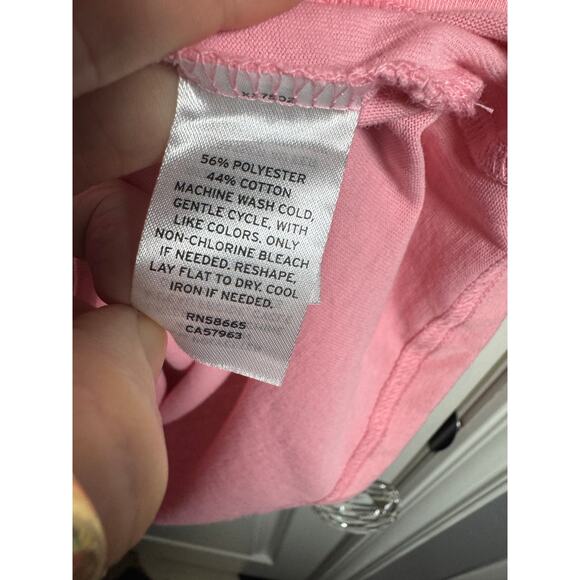 56% POLYESTER
44% COTTON
MACHINE WASH COLD,
GENTLE CYCLE, WITH
LIKE COLORS. ONLY
NON-CHLORINE BLEACH
IF NEEDED. RESHAPE,
LAY FLAT TO DRY. COOL
IRON IF NEEDED.
RN58665
CA57963